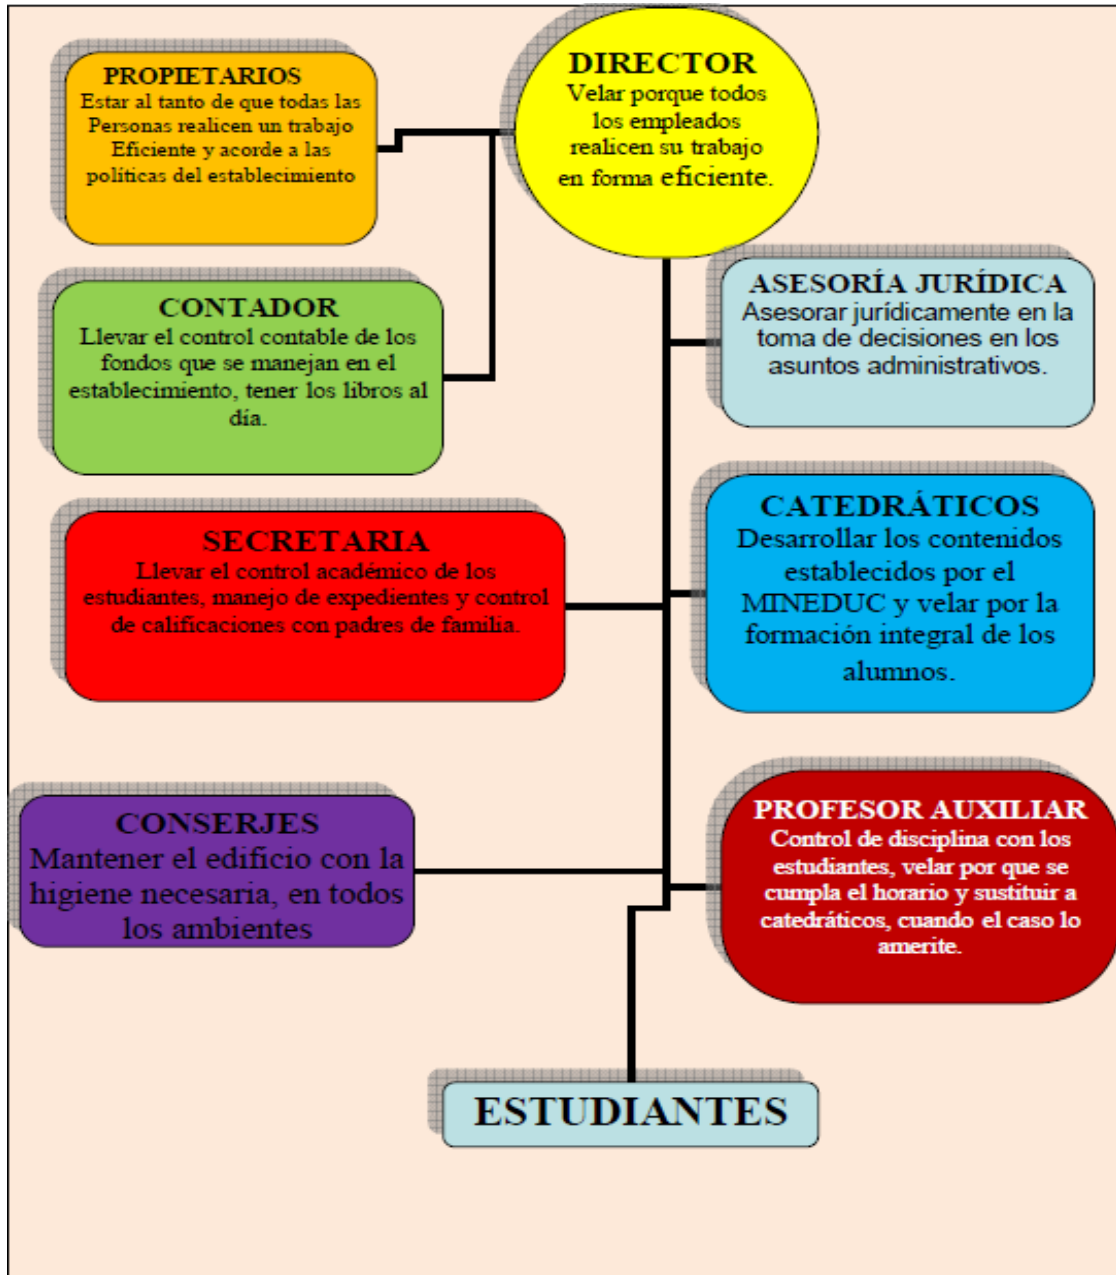 PROPIETARIOS
Estar al tanto de que todas las
Personas realicen un trabajo
Eficiente y acorde a las
políticas del establecimiento
DIRECTOR
Velar porque todos
los empleados
realicen su trabajo
en forma eficiente.
CONTADOR
Llevar el control contable de los
fondos que se manejan en el
establecimiento, tener los libros al
día.
ASESORÍA JURÍDICA
Asesorar jurídicamente en la
toma de decisiones en los
asuntos administrativos.
SECRETARIA
Llevar el control académico de los
estudiantes, manejo de expedientes y control
de calificaciones con padres de familia.
CATEDRÁTICOS
Desarrollar los contenidos
establecidos por el
MINEDUC y velar por la
formación integral de los
alumnos.
CONSERJES
Mantener el edificio con la
higiene necesaria, en todos
los ambientes
PROFESOR AUXILIAR
Control de disciplina con los
estudiantes, velar por que se
cumpla el horario y sustituir a
catedráticos, cuando el caso lo
amerite.
ESTUDIANTES